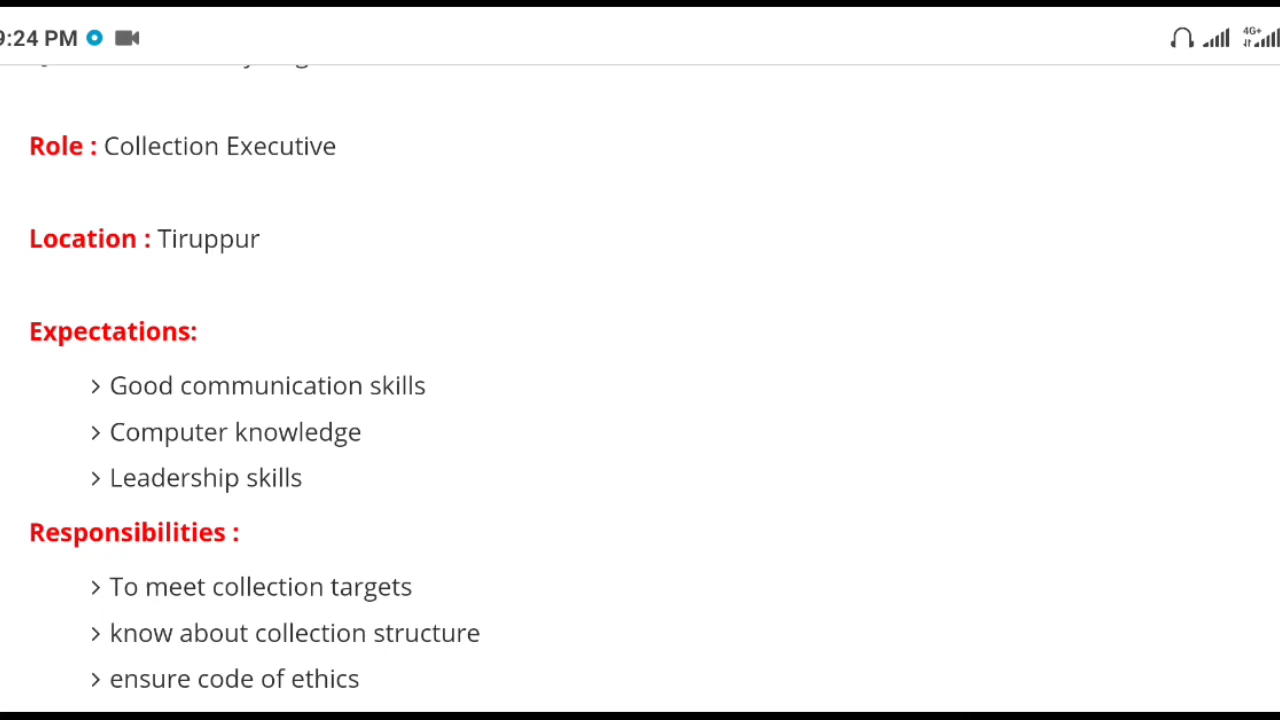 9:24 PM
4G+
Role : Collection Executive
Location : Tiruppur
Expectations:
> Good communication skills
> Computer knowledge
> Leadership skills
Responsibilities :
> To meet collection targets
> know about collection structure
> ensure code of ethics